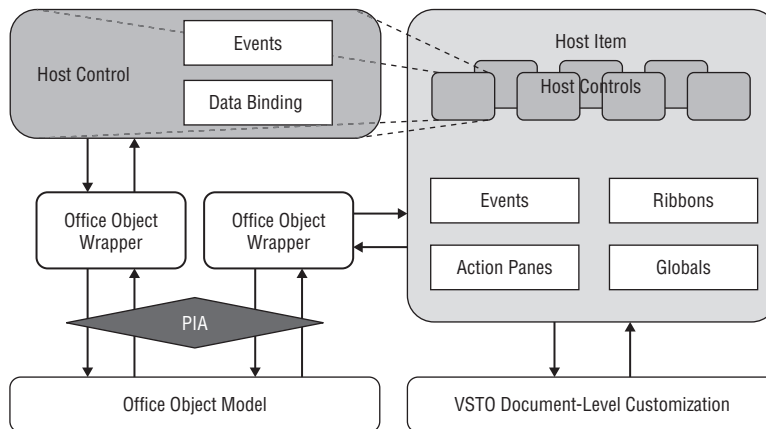 Host Control
Events
Data Binding
Host Item
Host Controls
Events
Ribbons
Action Panes
Globals
Office Object
Wrapper
Office Object
Wrapper
PIA
Office Object Model
VSTO Document-Level Customization